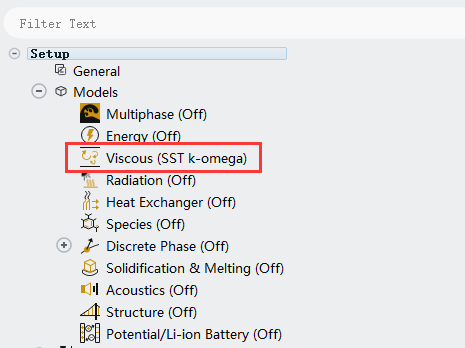 Filter Text
Setup
General
Models
Multiphase (Off)
Energy (Off)
Viscous (SST k-omega)
Radiation (Off)
Heat Exchanger (Off)
Species (Off)
Discrete Phase (Off)
Solidification & Melting (Off)
Acoustics (Off)
Structure (Off)
Potential/Li-ion Battery (Off)